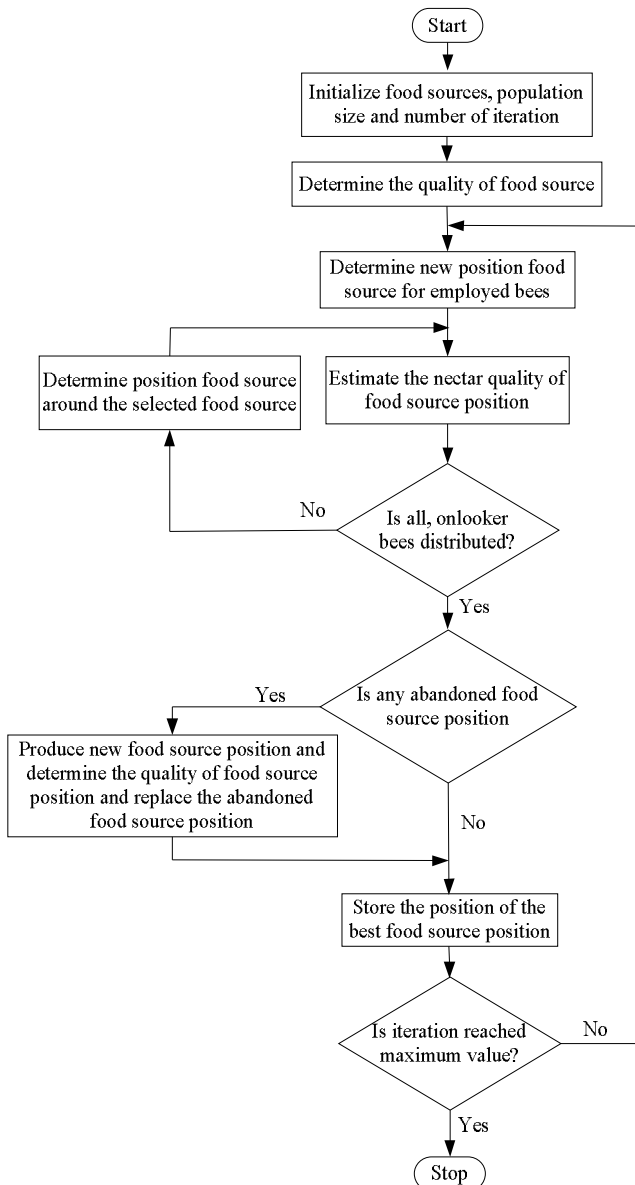 Start
Initialize food sources, population
size and number of iteration
Determine the quality of food source
Determine new position food
source for employed bees
Determine position food source
around the selected food source
Estimate the nectar quality of
food source position
No
Is all, onlooker
bees distributed?
Yes
Is any abandoned food
source position
Yes
Produce new food source position and
determine the quality of food source
position and replace the abandoned
food source position
No
Store the position of the
best food source position
Is iteration reached
maximum value?
No
Yes
Stop